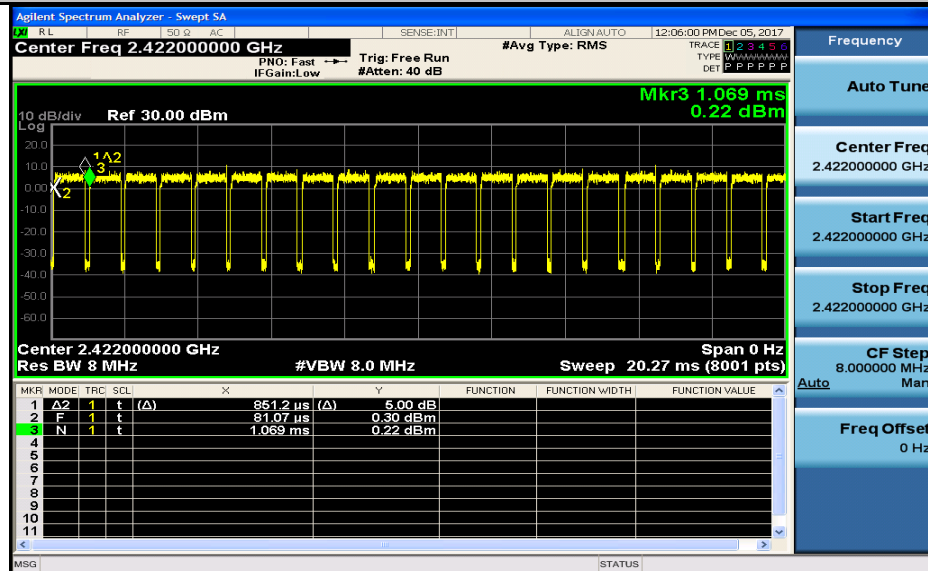 Agilent Spectrum Analyzer - Swept SA
LXI RL RF 50 Ω AC SENSE:INT ALIGN AUTO 12:06:00 PM Dec 05, 2017
Center Freq 2.422000000 GHz #Avg Type: RMS TRACE 1 2 3 4 5 6
PNO: Fast Trig: Free Run TYPE
IFGain:Low #Atten: 40 dB DET P P P P P P
Mkr3 1.069 ms
10 dB/div Ref 30.00 dBm 0.22 dBm
Log
20.0
10.0
0.00
-10.0
-20.0
-30.0
-40.0
-50.0
-60.0
1Δ2
3
2
Center 2.422000000 GHz Span 0 Hz
Res BW 8 MHz #VBW 8.0 MHz Sweep 20.27 ms (8001 pts)
MKR MODE TRC SCL X Y FUNCTION FUNCTION WIDTH FUNCTION VALUE
1 Δ2 1 t (Δ) 851.2 µs (Δ) 5.00 dB
2 F 1 t 81.07 µs 0.30 dBm
3 N 1 t 1.069 ms 0.22 dBm
4
5
6
7
8
9
10
11
MSG STATUS
Frequency
Auto Tune
Center Freq
2.422000000 GHz
Start Freq
2.422000000 GHz
Stop Freq
2.422000000 GHz
CF Step
8.000000 MHz
Auto Man
Freq Offset
0 Hz